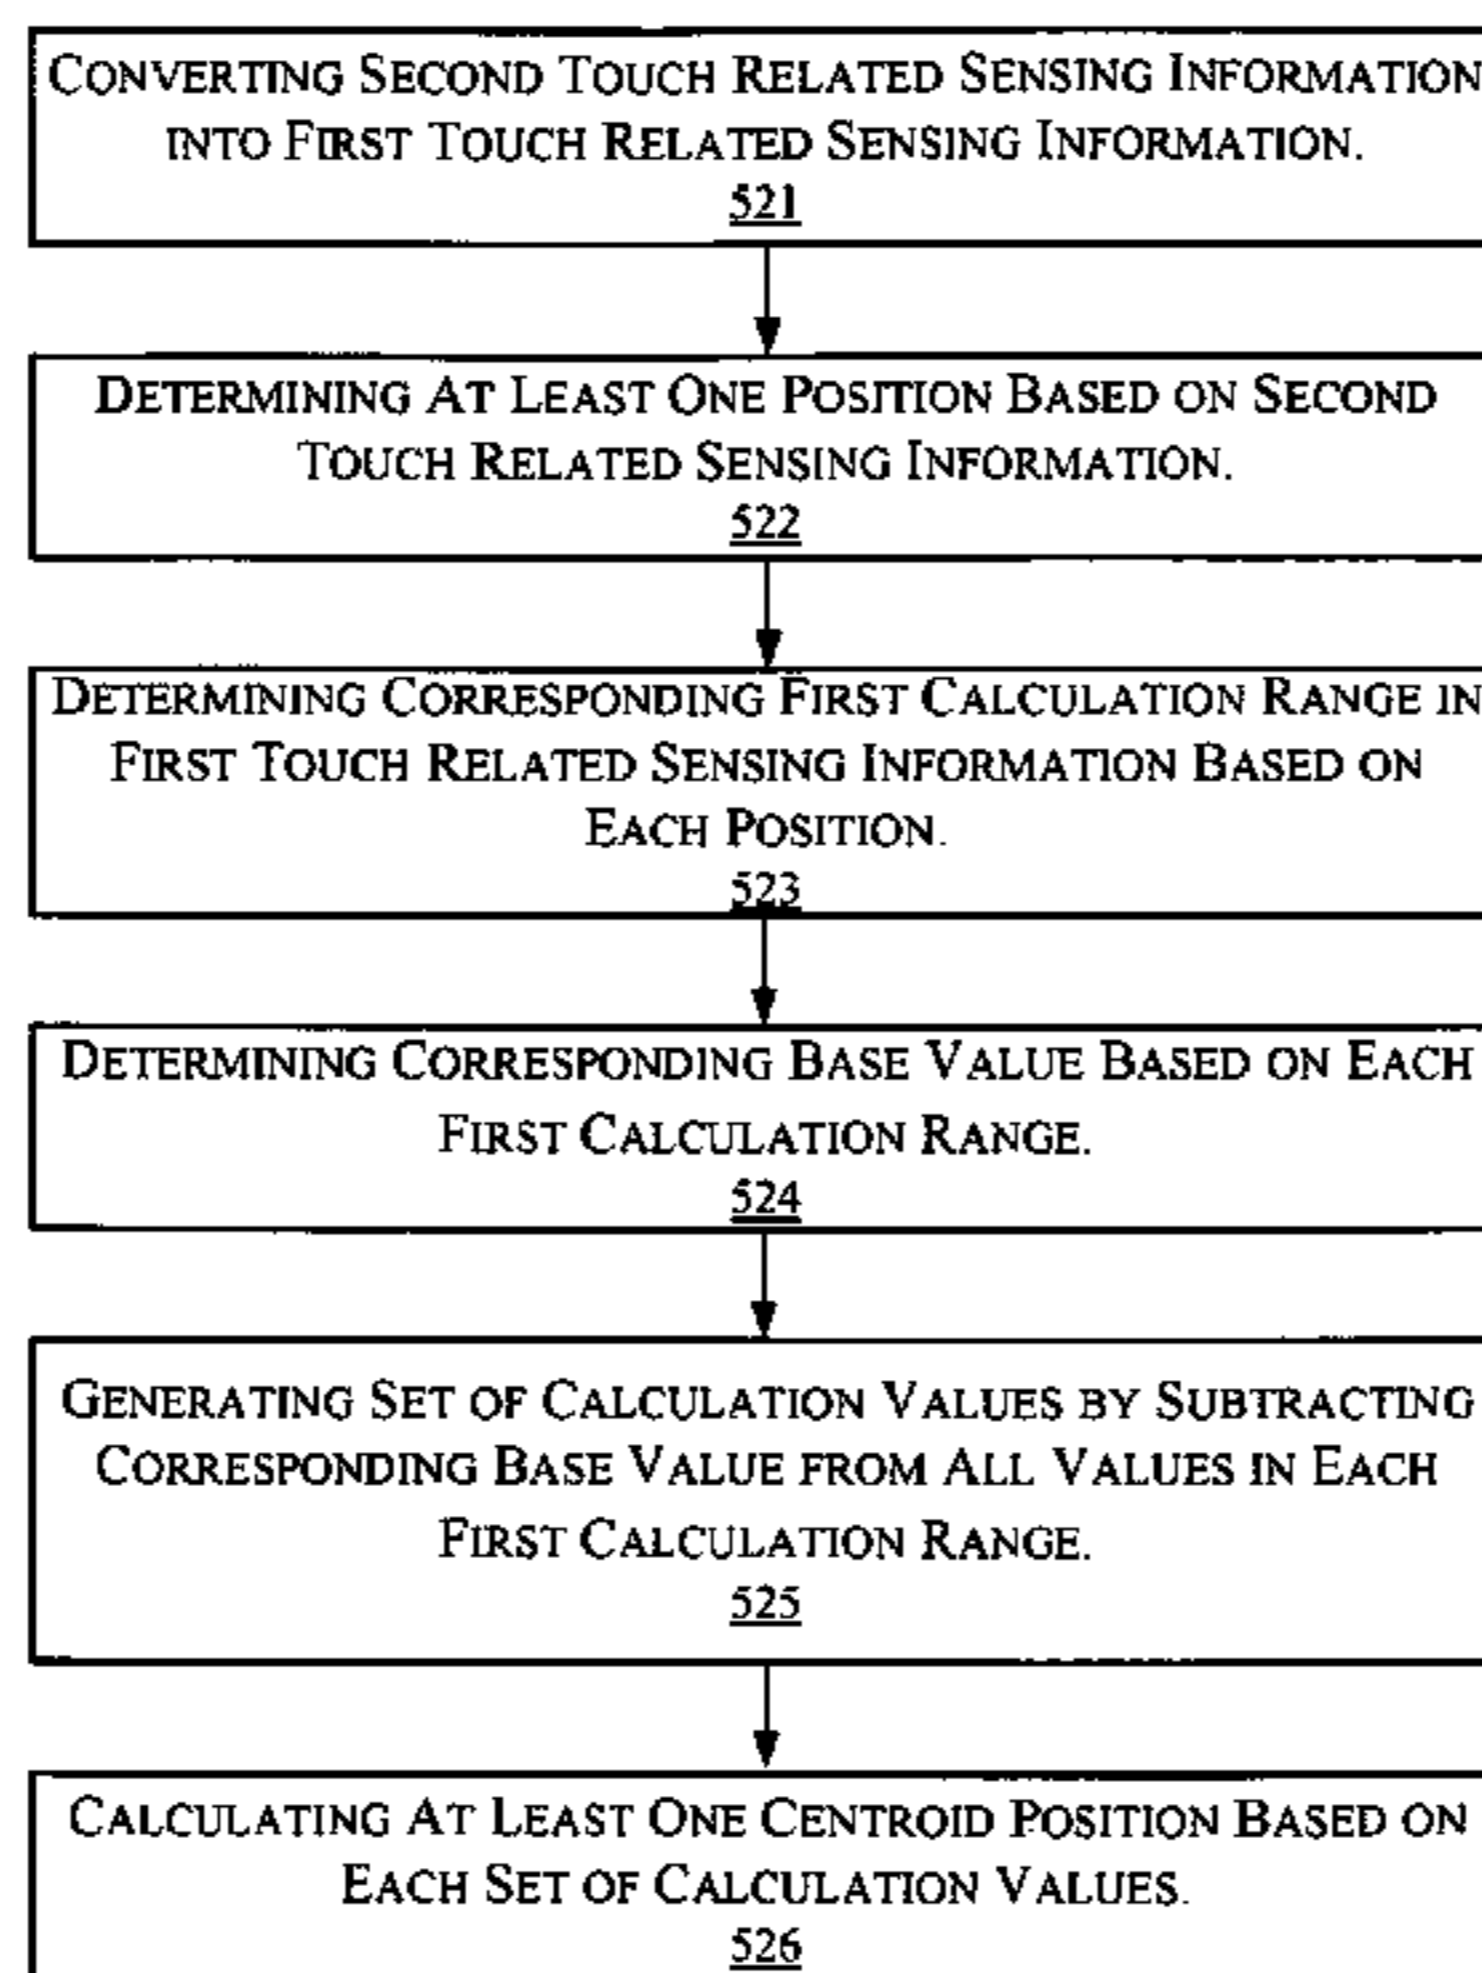 CONVERTING SECOND TOUCH RELATED SENSING INFORMATION
INTO FIRST TOUCH RELATED SENSING INFORMATION.
521
DETERMINING AT LEAST ONE POSITION BASED ON SECOND
TOUCH RELATED SENSING INFORMATION.
522
DETERMINING CORRESPONDING FIRST CALCULATION RANGE IN
FIRST TOUCH RELATED SENSING INFORMATION BASED ON
EACH POSITION.
523
DETERMINING CORRESPONDING BASE VALUE BASED ON EACH
FIRST CALCULATION RANGE.
524
GENERATING SET OF CALCULATION VALUES BY SUBTRACTING
CORRESPONDING BASE VALUE FROM ALL VALUES IN EACH
FIRST CALCULATION RANGE.
525
CALCULATING AT LEAST ONE CENTROID POSITION BASED ON
EACH SET OF CALCULATION VALUES.
526